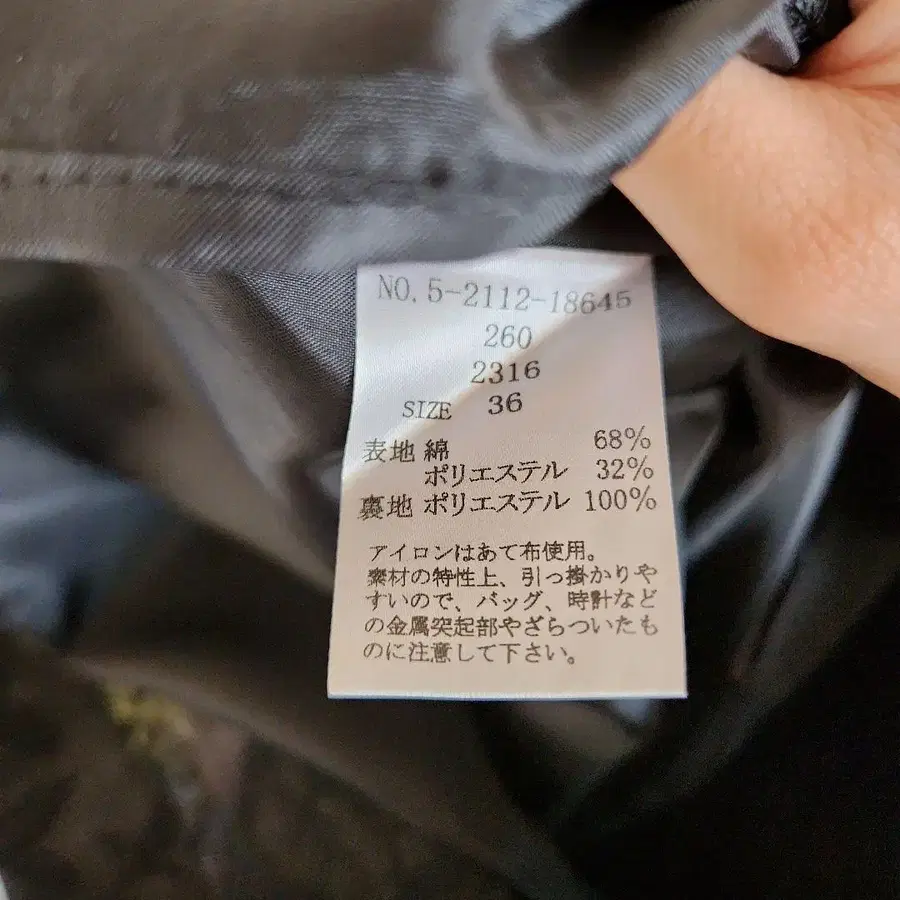 NO. 5-2112-18645
260
2316
SIZE 36
表地 綿 68%
ポリエステル 32%
裏地 ポリエステル 100%
アイロンはあて布使用。
素材の特性上、引っ掛かりや
すいので、バッグ、時計など
の金属突起部やざらついたも
のに注意して下さい。